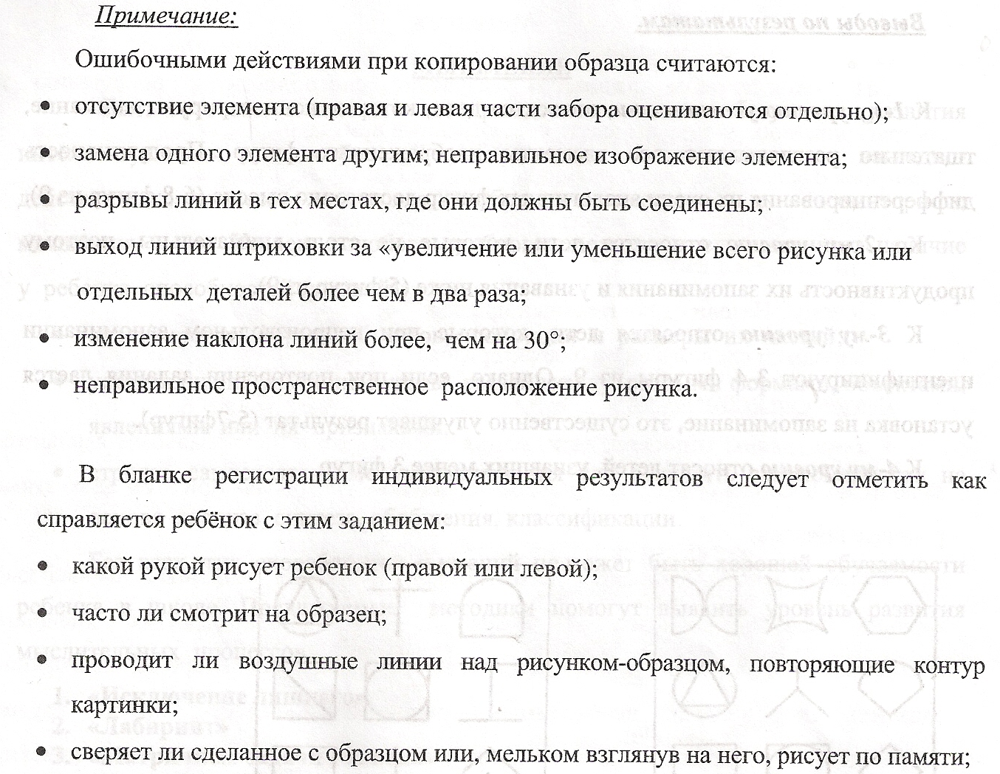 Примечание:
Ошибочными действиями при копировании образца считаются:
• отсутствие элемента (правая и левая части забора оцениваются отдельно);
• замена одного элемента другим; неправильное изображение элемента;
• разрывы линий в тех местах, где они должны быть соединены;
• выход линий штриховки за «увеличение или уменьшение всего рисунка или
отдельных деталей более чем в два раза;
• изменение наклона линий более, чем на 30°;
• неправильное пространственное расположение рисунка.
В бланке регистрации индивидуальных результатов следует отметить как
справляется ребёнок с этим заданием:
• какой рукой рисует ребенок (правой или левой);
• часто ли смотрит на образец;
• проводит ли воздушные линии над рисунком-образцом, повторяющие контур
картинки;
• сверяет ли сделанное с образцом или, мельком взглянув на него, рисует по памяти;